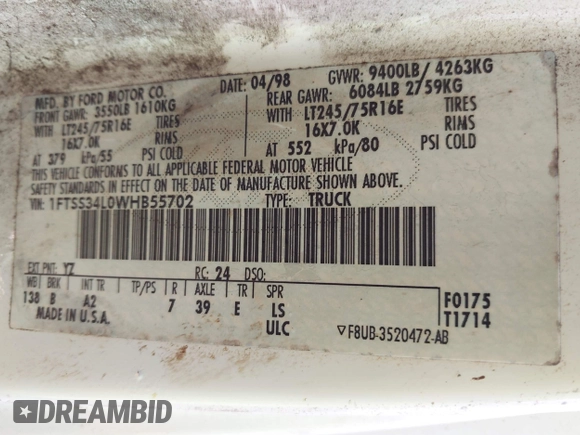 MFD. BY FORD MOTOR CO.
DATE: 04/98 GVWR: 9400LB/ 4263KG
FRONT GAWR: 3550LB 1610KG REAR GAWR: 6084LB 2759KG
WITH LT245/75R16E TIRES WITH LT245/75R16E TIRES
16X7.0K RIMS 16X7.0K RIMS
AT 379 kPa/55 PSI COLD AT 552 kPa/80 PSI COLD
THIS VEHICLE CONFORMS TO ALL APPLICABLE FEDERAL MOTOR VEHICLE
SAFETY STANDARDS IN EFFECT ON THE DATE OF MANUFACTURE SHOWN ABOVE.
VIN: 1FTSS34L0WHB55702 TYPE: TRUCK
EXT PNT: YZ RC: 24 DSO:
WB BRK INT TR TP/PS R AXLE TR SPR
138 B A2 7 39 E LS F0175
MADE IN U.S.A. ULC T1714
▽F8UB-3520472-AB
DREAMBID